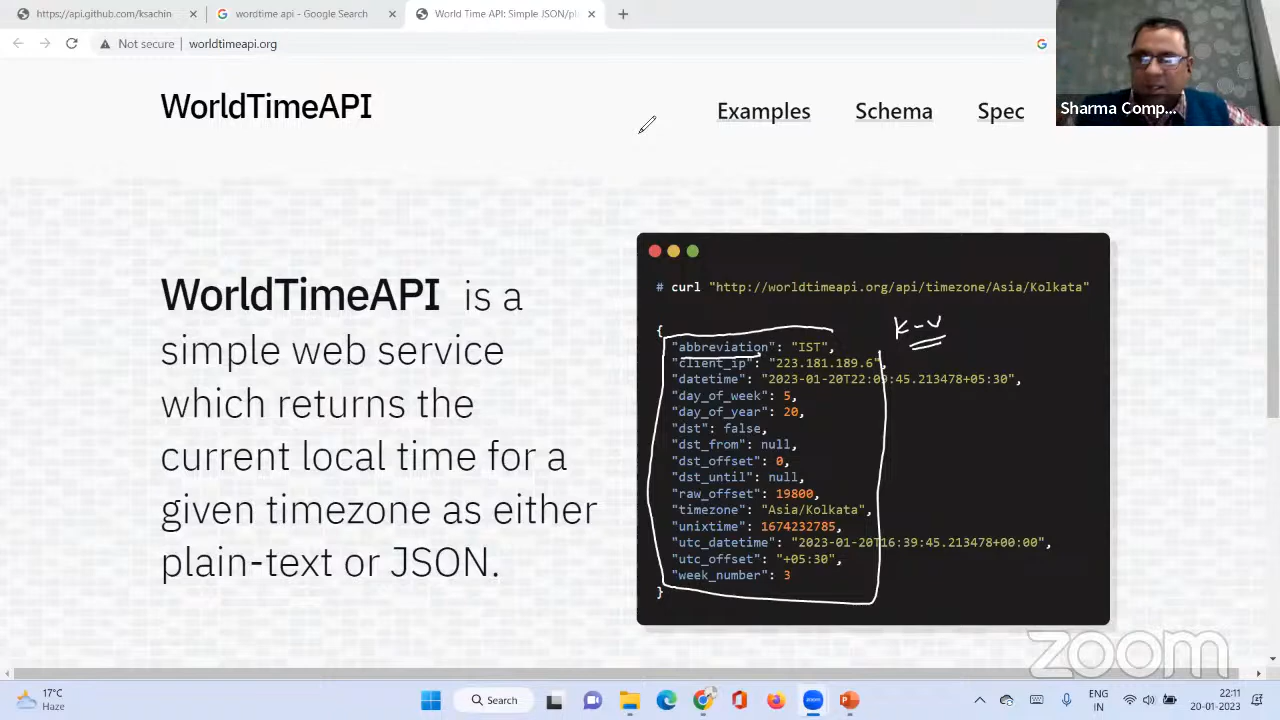 https://api.github.com/users/ksachin
wordtime api - Google Search
World Time API: Simple JSON/pl
Not secure
worldtimeapi.org
WorldTimeAPI
Examples
Schema
Spec
Sharma Comp...
WorldTimeAPI is a
simple web service
which returns the
current local time for a
given timezone as either
plain-text or JSON.
# curl "http://worldtimeapi.org/api/timezone/Asia/Kolkata"
K-V
{
"abbreviation": "IST",
"client_ip": "223.181.189.6",
"datetime": "2023-01-20T22:09:45.213478+05:30",
"day_of_week": 5,
"day_of_year": 20,
"dst": false,
"dst_from": null,
"dst_offset": 0,
"dst_until": null,
"raw_offset": 19800,
"timezone": "Asia/Kolkata",
"unixtime": 1674232785,
"utc_datetime": "2023-01-20T16:39:45.213478+00:00",
"utc_offset": "+05:30",
"week_number": 3
}
zoom
17°C
Haze
Search
zoom
ENG
IN
22:11
20-01-2023